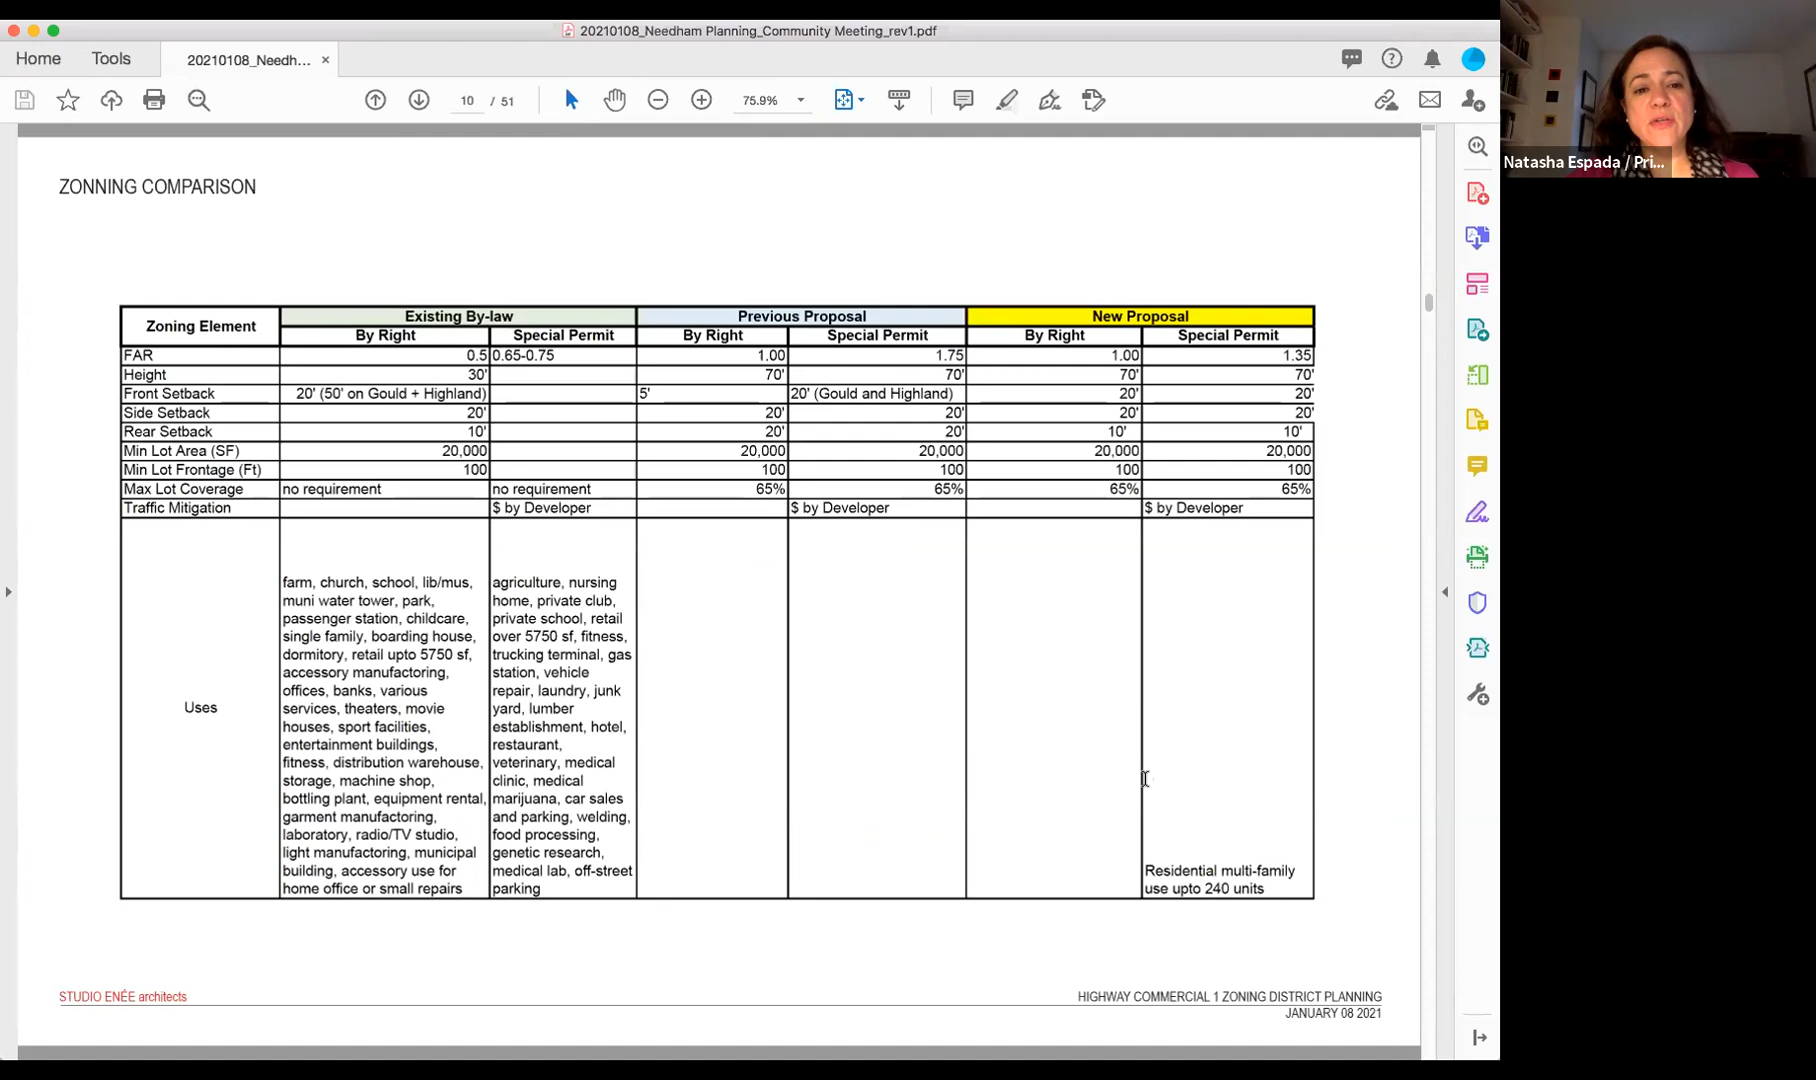 20210108_Needham Planning_Community Meeting_rev1.pdf
Home Tools 20210108_Needh... ×
10 / 51 75.9%
Natasha Espada / Pri...
ZONNING COMPARISON
Zoning Element Existing By-law Previous Proposal New Proposal
By Right Special Permit By Right Special Permit By Right Special Permit
FAR 0.5 0.65-0.75 1.00 1.75 1.00 1.35
Height 30' 70' 70' 70' 70'
Front Setback 20' (50' on Gould + Highland) 5' 20' (Gould and Highland) 20' 20'
Side Setback 20' 20' 20' 20' 20'
Rear Setback 10' 20' 20' 10' 10'
Min Lot Area (SF) 20,000 20,000 20,000 20,000 20,000
Min Lot Frontage (Ft) 100 100 100 100 100
Max Lot Coverage no requirement no requirement 65% 65% 65% 65%
Traffic Mitigation $ by Developer $ by Developer $ by Developer
Uses
farm, church, school, lib/mus,
muni water tower, park,
passenger station, childcare,
single family, boarding house,
dormitory, retail upto 5750 sf,
accessory manufactoring,
offices, banks, various
services, theaters, movie
houses, sport facilities,
entertainment buildings,
fitness, distribution warehouse,
storage, machine shop,
bottling plant, equipment rental,
garment manufactoring,
laboratory, radio/TV studio,
light manufactoring, municipal
building, accessory use for
home office or small repairs
agriculture, nursing
home, private club,
private school, retail
over 5750 sf, fitness,
trucking terminal, gas
station, vehicle
repair, laundry, junk
yard, lumber
establishment, hotel,
restaurant,
veterinary, medical
clinic, medical
marijuana, car sales
and parking, welding,
food processing,
genetic research,
medical lab, off-street
parking
Residential multi-family
use upto 240 units
STUDIO ENÉE architects
HIGHWAY COMMERCIAL 1 ZONING DISTRICT PLANNING
JANUARY 08 2021